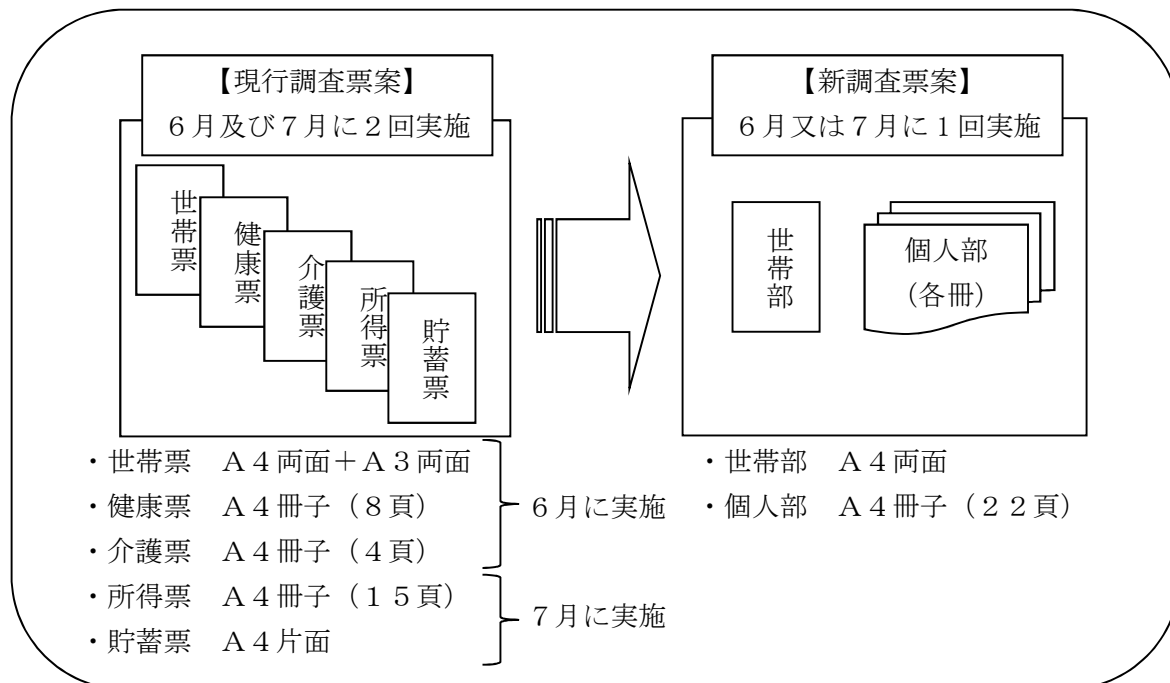 【現行調査票案】
６月及び７月に２回実施
世帯票
健康票
介護票
所得票
貯蓄票
・世帯票　Ａ４両面＋Ａ３両面
・健康票　Ａ４冊子（８頁）
・介護票　Ａ４冊子（４頁）
６月に実施
・所得票　Ａ４冊子（１５頁）
・貯蓄票　Ａ４片面
７月に実施
【新調査票案】
６月又は７月に１回実施
世帯部
個人部
（各冊）
・世帯部　Ａ４両面
・個人部　Ａ４冊子（２２頁）